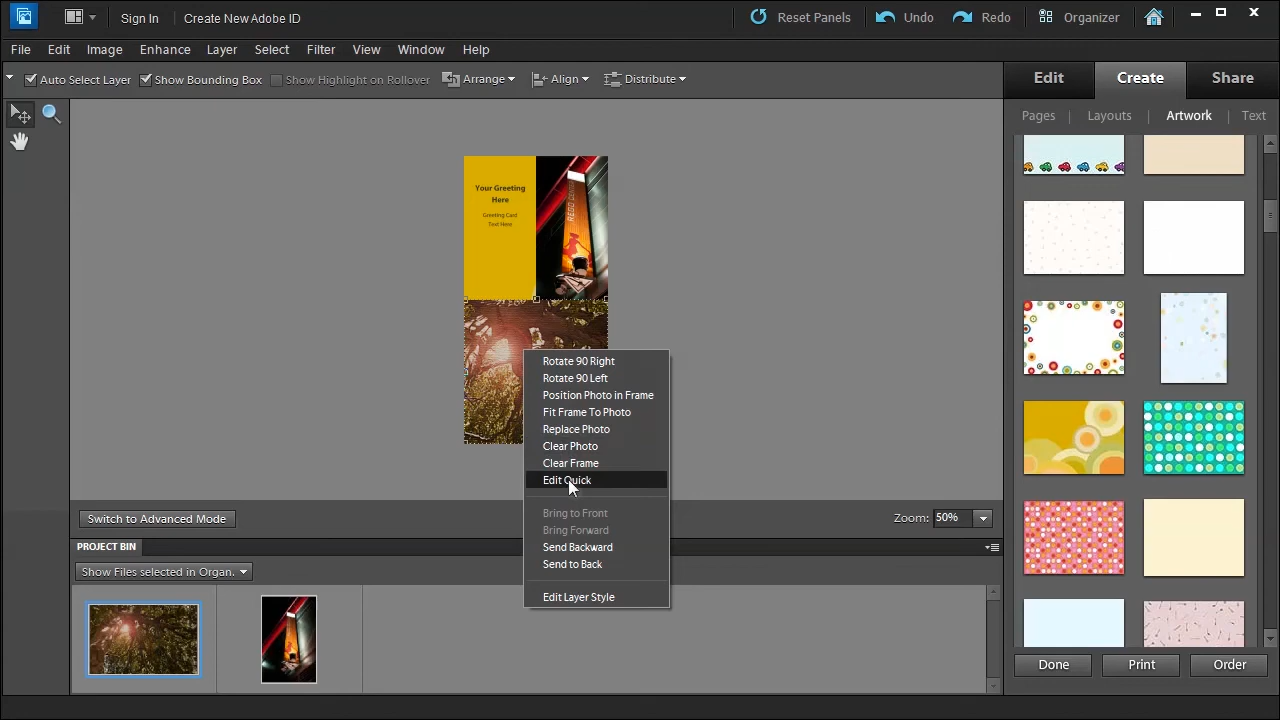 Sign In
Create New Adobe ID
Reset Panels
Undo
Redo
Organizer
File Edit Image Enhance Layer Select Filter View Window Help
Auto Select Layer
Show Bounding Box
Show Highlight on Rollover
Arrange
Align
Distribute
Edit
Create
Share
Pages
Layouts
Artwork
Text
Your Greeting
Here
Greeting Card
Text Here
Rotate 90 Right
Rotate 90 Left
Position Photo in Frame
Fit Frame To Photo
Replace Photo
Clear Photo
Clear Frame
Edit Quick
Bring to Front
Bring Forward
Send Backward
Send to Back
Edit Layer Style
Switch to Advanced Mode
Zoom: 50%
PROJECT BIN
Show Files selected in Organ.
Done
Print
Order